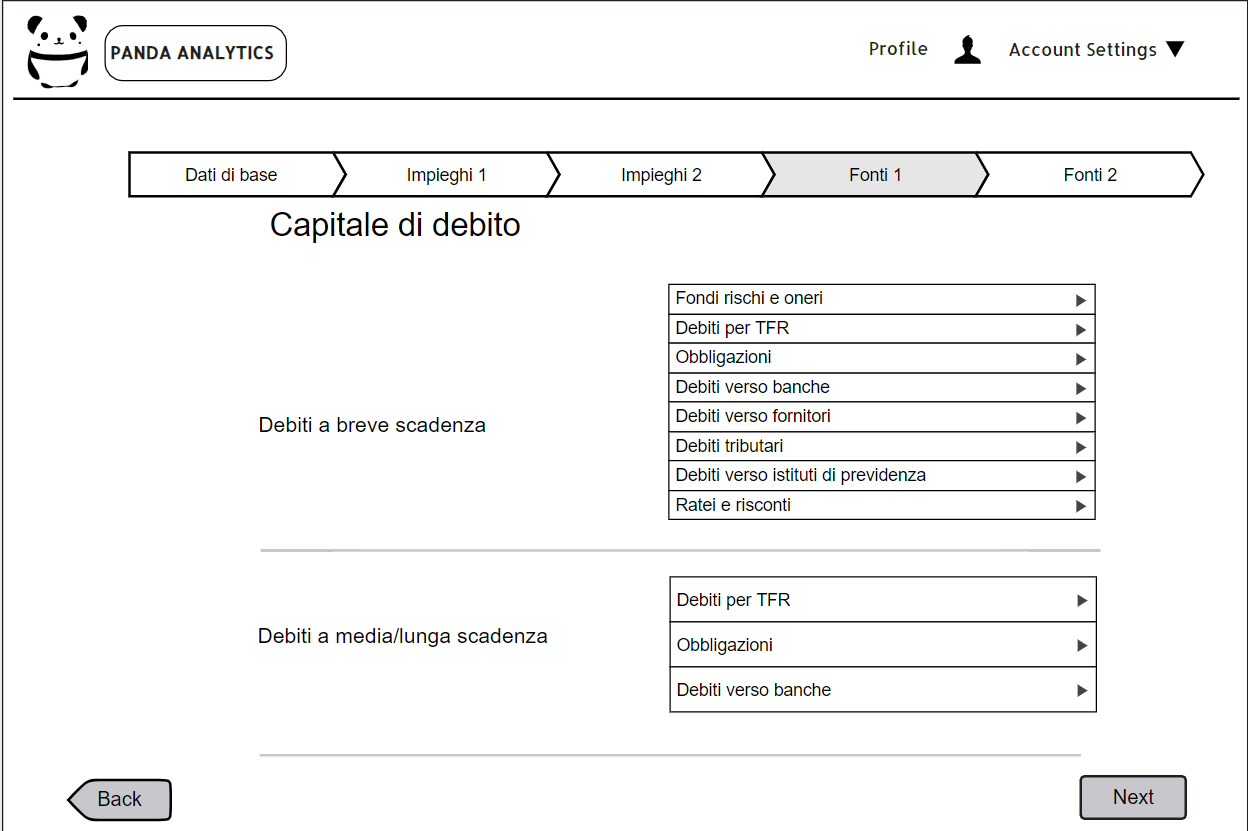 PANDA ANALYTICS
Profile
Account Settings
Dati di base
Impieghi 1
Impieghi 2
Fonti 1
Fonti 2
Capitale di debito
Fondi rischi e oneri
Debiti per TFR
Obbligazioni
Debiti verso banche
Debiti verso fornitori
Debiti tributari
Debiti verso istituti di previdenza
Ratei e risconti
Debiti a breve scadenza
Debiti per TFR
Obbligazioni
Debiti verso banche
Debiti a media/lunga scadenza
Back
Next